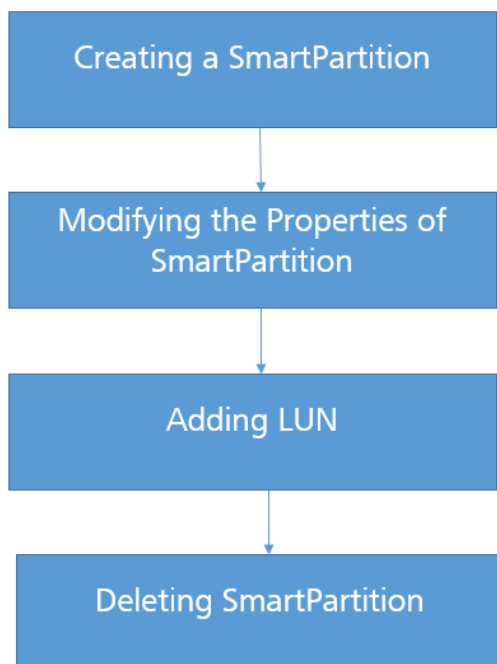 Creating a SmartPartition
Modifying the Properties of
SmartPartition
Adding LUN
Deleting SmartPartition